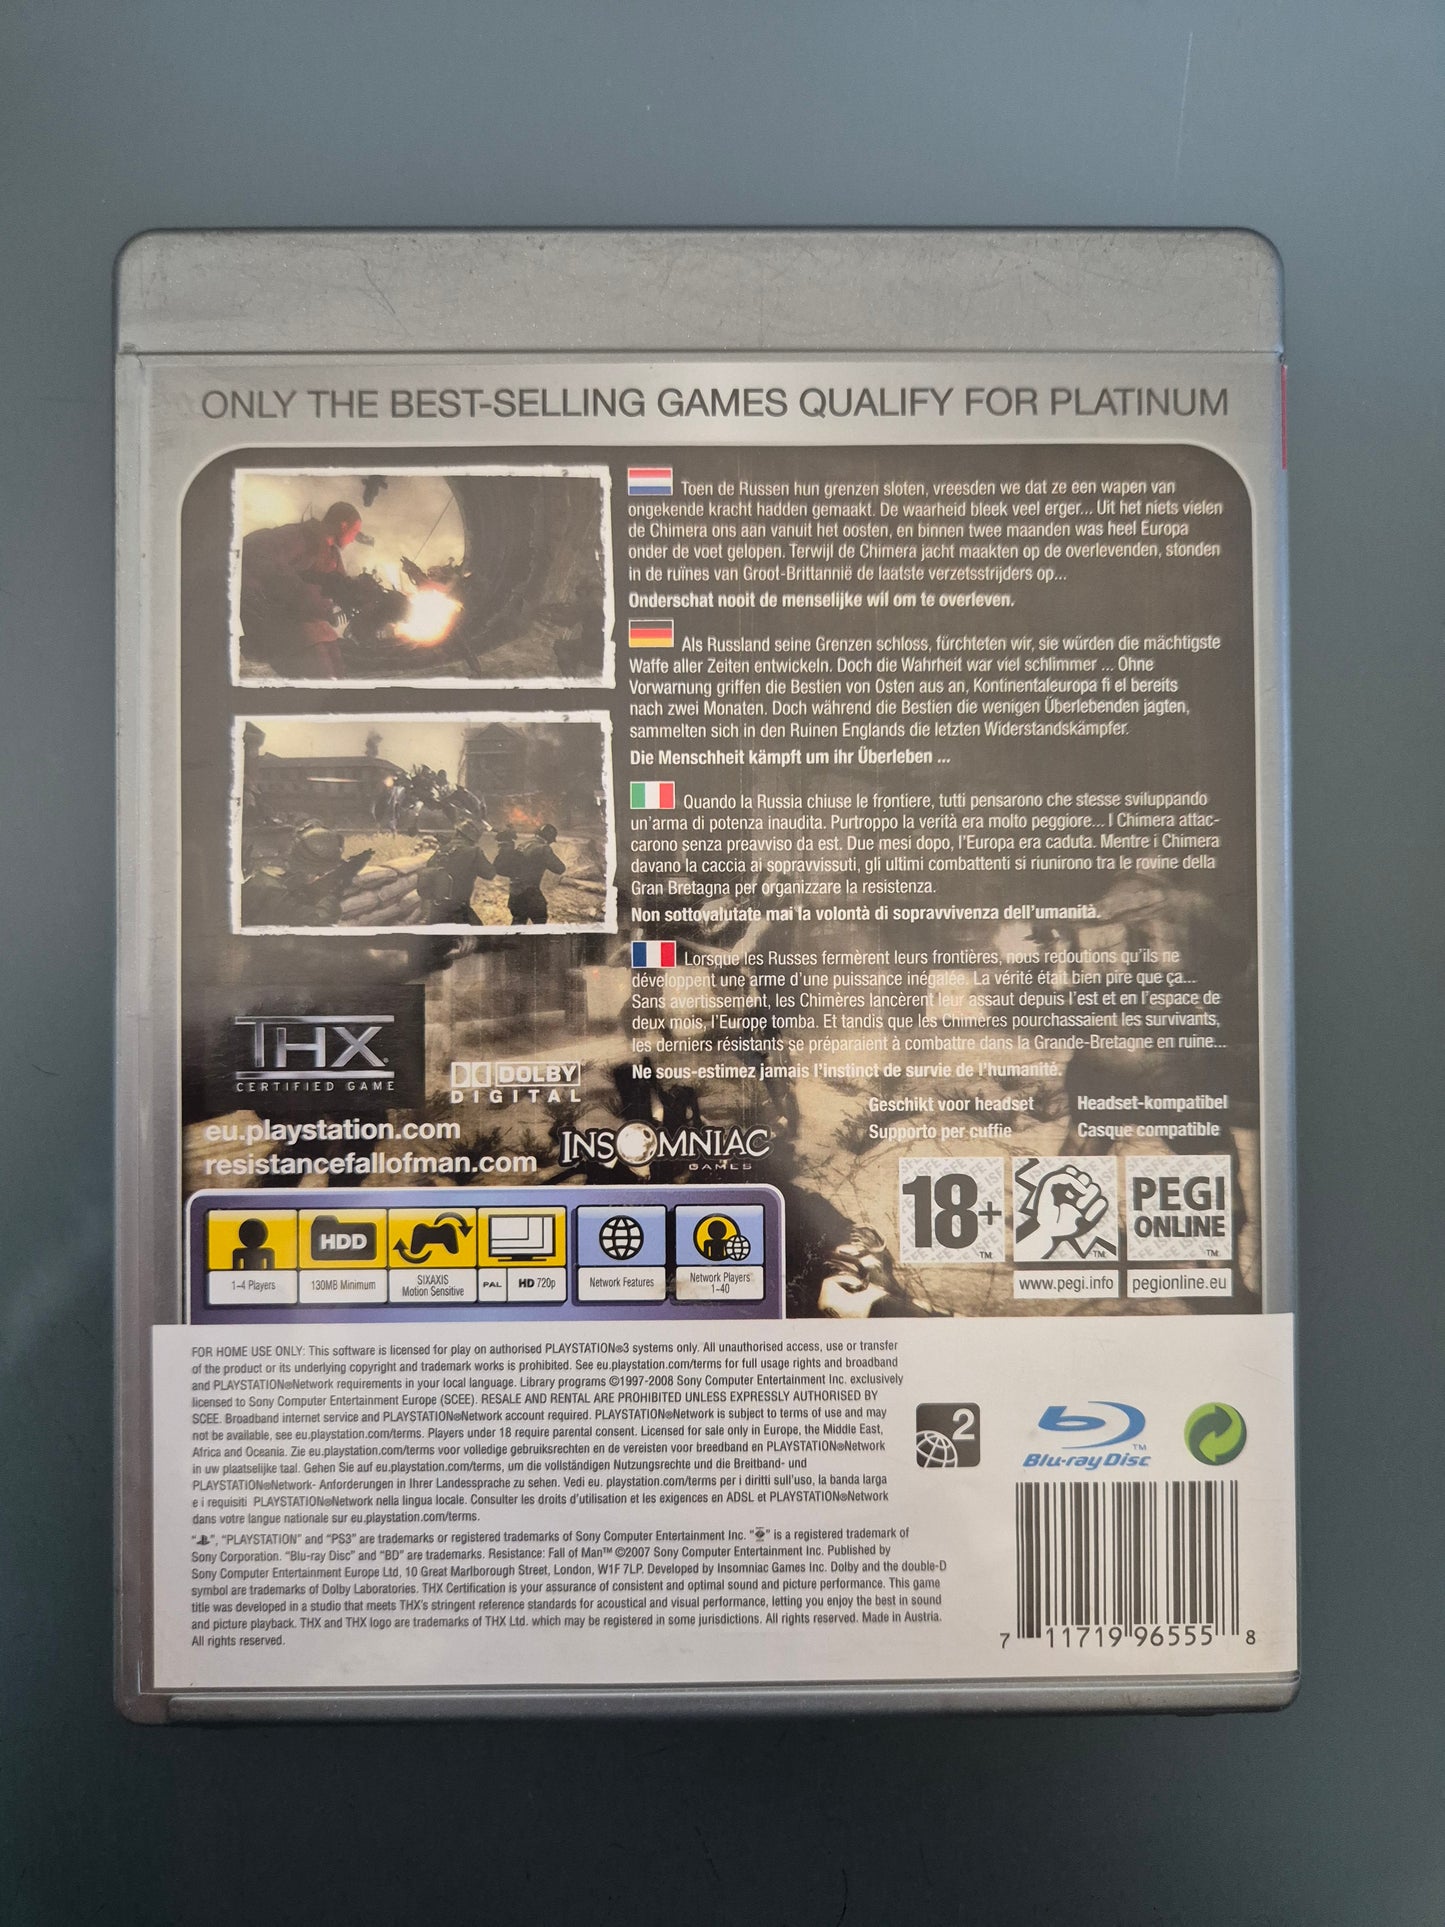 ONLY THE BEST-SELLING GAMES QUALIFY FOR PLATINUM
Toen de Russen hun grenzen sloten, vreesden we dat ze een wapen van
ongekende kracht hadden gemaakt. De waarheid bleek veel erger... Uit het niets vielen
de Chimera ons aan vanuit het oosten, en binnen twee maanden was heel Europa
onder de voet gelopen. Terwijl de Chimera jacht maakten op de overlevenden, stonden
in de ruïnes van Groot-Brittannië de laatste verzetsstrijders op...
Onderschat nooit de menselijke wil om te overleven.
Als Russland seine Grenzen schloss, fürchteten wir, sie würden die mächtigste
Waffe aller Zeiten entwickeln. Doch die Wahrheit war viel schlimmer ... Ohne
Vorwarnung griffen die Bestien von Osten aus an, Kontinentaleuropa fi el bereits
nach zwei Monaten. Doch während die Bestien die wenigen Überlebenden jagten,
sammelten sich in den Ruinen Englands die letzten Widerstandskämpfer.
Die Menschheit kämpft um ihr Überleben ...
Quando la Russia chiuse le frontiere, tutti pensarono che stesse sviluppando
un'arma di potenza inaudita. Purtroppo la verità era molto peggiore... I Chimera attac-
carono senza preavviso da est. Due mesi dopo, l'Europa era caduta. Mentre i Chimera
davano la caccia ai sopravvissuti, gli ultimi combattenti si riunirono tra le rovine della
Gran Bretagna per organizzare la resistenza.
Non sottovalutate mai la volontà di sopravvivenza dell'umanità.
Lorsque les Russes fermèrent leurs frontières, nous redoutions qu'ils ne
développent une arme d'une puissance inégalée. La vérité était bien pire que ça...
Sans avertissement, les Chimères lancèrent leur assaut depuis l'est et en l'espace de
deux mois, l'Europe tomba. Et tandis que les Chimères pourchassaient les survivants,
les derniers résistants se préparaient à combattre dans la Grande-Bretagne en ruine...
Ne sous-estimez jamais l'instinct de survie de l'humanité.
THX
CERTIFIED GAME
DOLBY
DIGITAL
eu.playstation.com
resistancefallofman.com
INSOMNIAC
GAMES
Geschikt voor headset Headset-kompatibel
Supporto per cuffie Casque compatible
18+
TM
TM
PEGI
ONLINE
TM
www.pegi.info
pegionline.eu
HDD
1-4 Players
130MB Minimum
SIXAXIS
Motion Sensitive
PAL
HD 720p
Network Features
Network Players
1-40
FOR HOME USE ONLY: This software is licensed for play on authorised PLAYSTATION®3 systems only. All unauthorised access, use or transfer
of the product or its underlying copyright and trademark works is prohibited. See eu.playstation.com/terms for full usage rights and broadband
and PLAYSTATION®Network requirements in your local language. Library programs ©1997-2008 Sony Computer Entertainment Inc. exclusively
licensed to Sony Computer Entertainment Europe (SCEE). RESALE AND RENTAL ARE PROHIBITED UNLESS EXPRESSLY AUTHORISED BY
SCEE. Broadband internet service and PLAYSTATION®Network account required. PLAYSTATION®Network is subject to terms of use and may
not be available, see eu.playstation.com/terms. Players under 18 require parental consent. Licensed for sale only in Europe, the Middle East,
Africa and Oceania. Zie eu.playstation.com/terms voor volledige gebruiksrechten en de vereisten voor breedband en PLAYSTATION®Network
in uw plaatselijke taal. Gehen Sie auf eu.playstation.com/terms, um die vollständigen Nutzungsrechte und die Breitband- und
PLAYSTATION®Network- Anforderungen in Ihrer Landessprache zu sehen. Vedi eu. playstation.com/terms per i diritti sull'uso, la banda larga
e i requisiti PLAYSTATION®Network nella lingua locale. Consulter les droits d'utilisation et les exigences en ADSL et PLAYSTATION®Network
dans votre langue nationale sur eu.playstation.com/terms.
" ", "PLAYSTATION" and "PS3" are trademarks or registered trademarks of Sony Computer Entertainment Inc. " " is a registered trademark of
Sony Corporation. "Blu-ray Disc" and "BD" are trademarks. Resistance: Fall of Man™ ©2007 Sony Computer Entertainment Inc. Published by
Sony Computer Entertainment Europe Ltd, 10 Great Marlborough Street, London, W1F 7LP. Developed by Insomniac Games Inc. Dolby and the double-D
symbol are trademarks of Dolby Laboratories. THX Certification is your assurance of consistent and optimal sound and picture performance. This game
title was developed in a studio that meets THX's stringent reference standards for acoustical and visual performance, letting you enjoy the best in sound
and picture playback. THX and THX logo are trademarks of THX Ltd. which may be registered in some jurisdictions. All rights reserved. Made in Austria.
All rights reserved.
2
TM
Blu-ray Disc
7 11719 96555 8